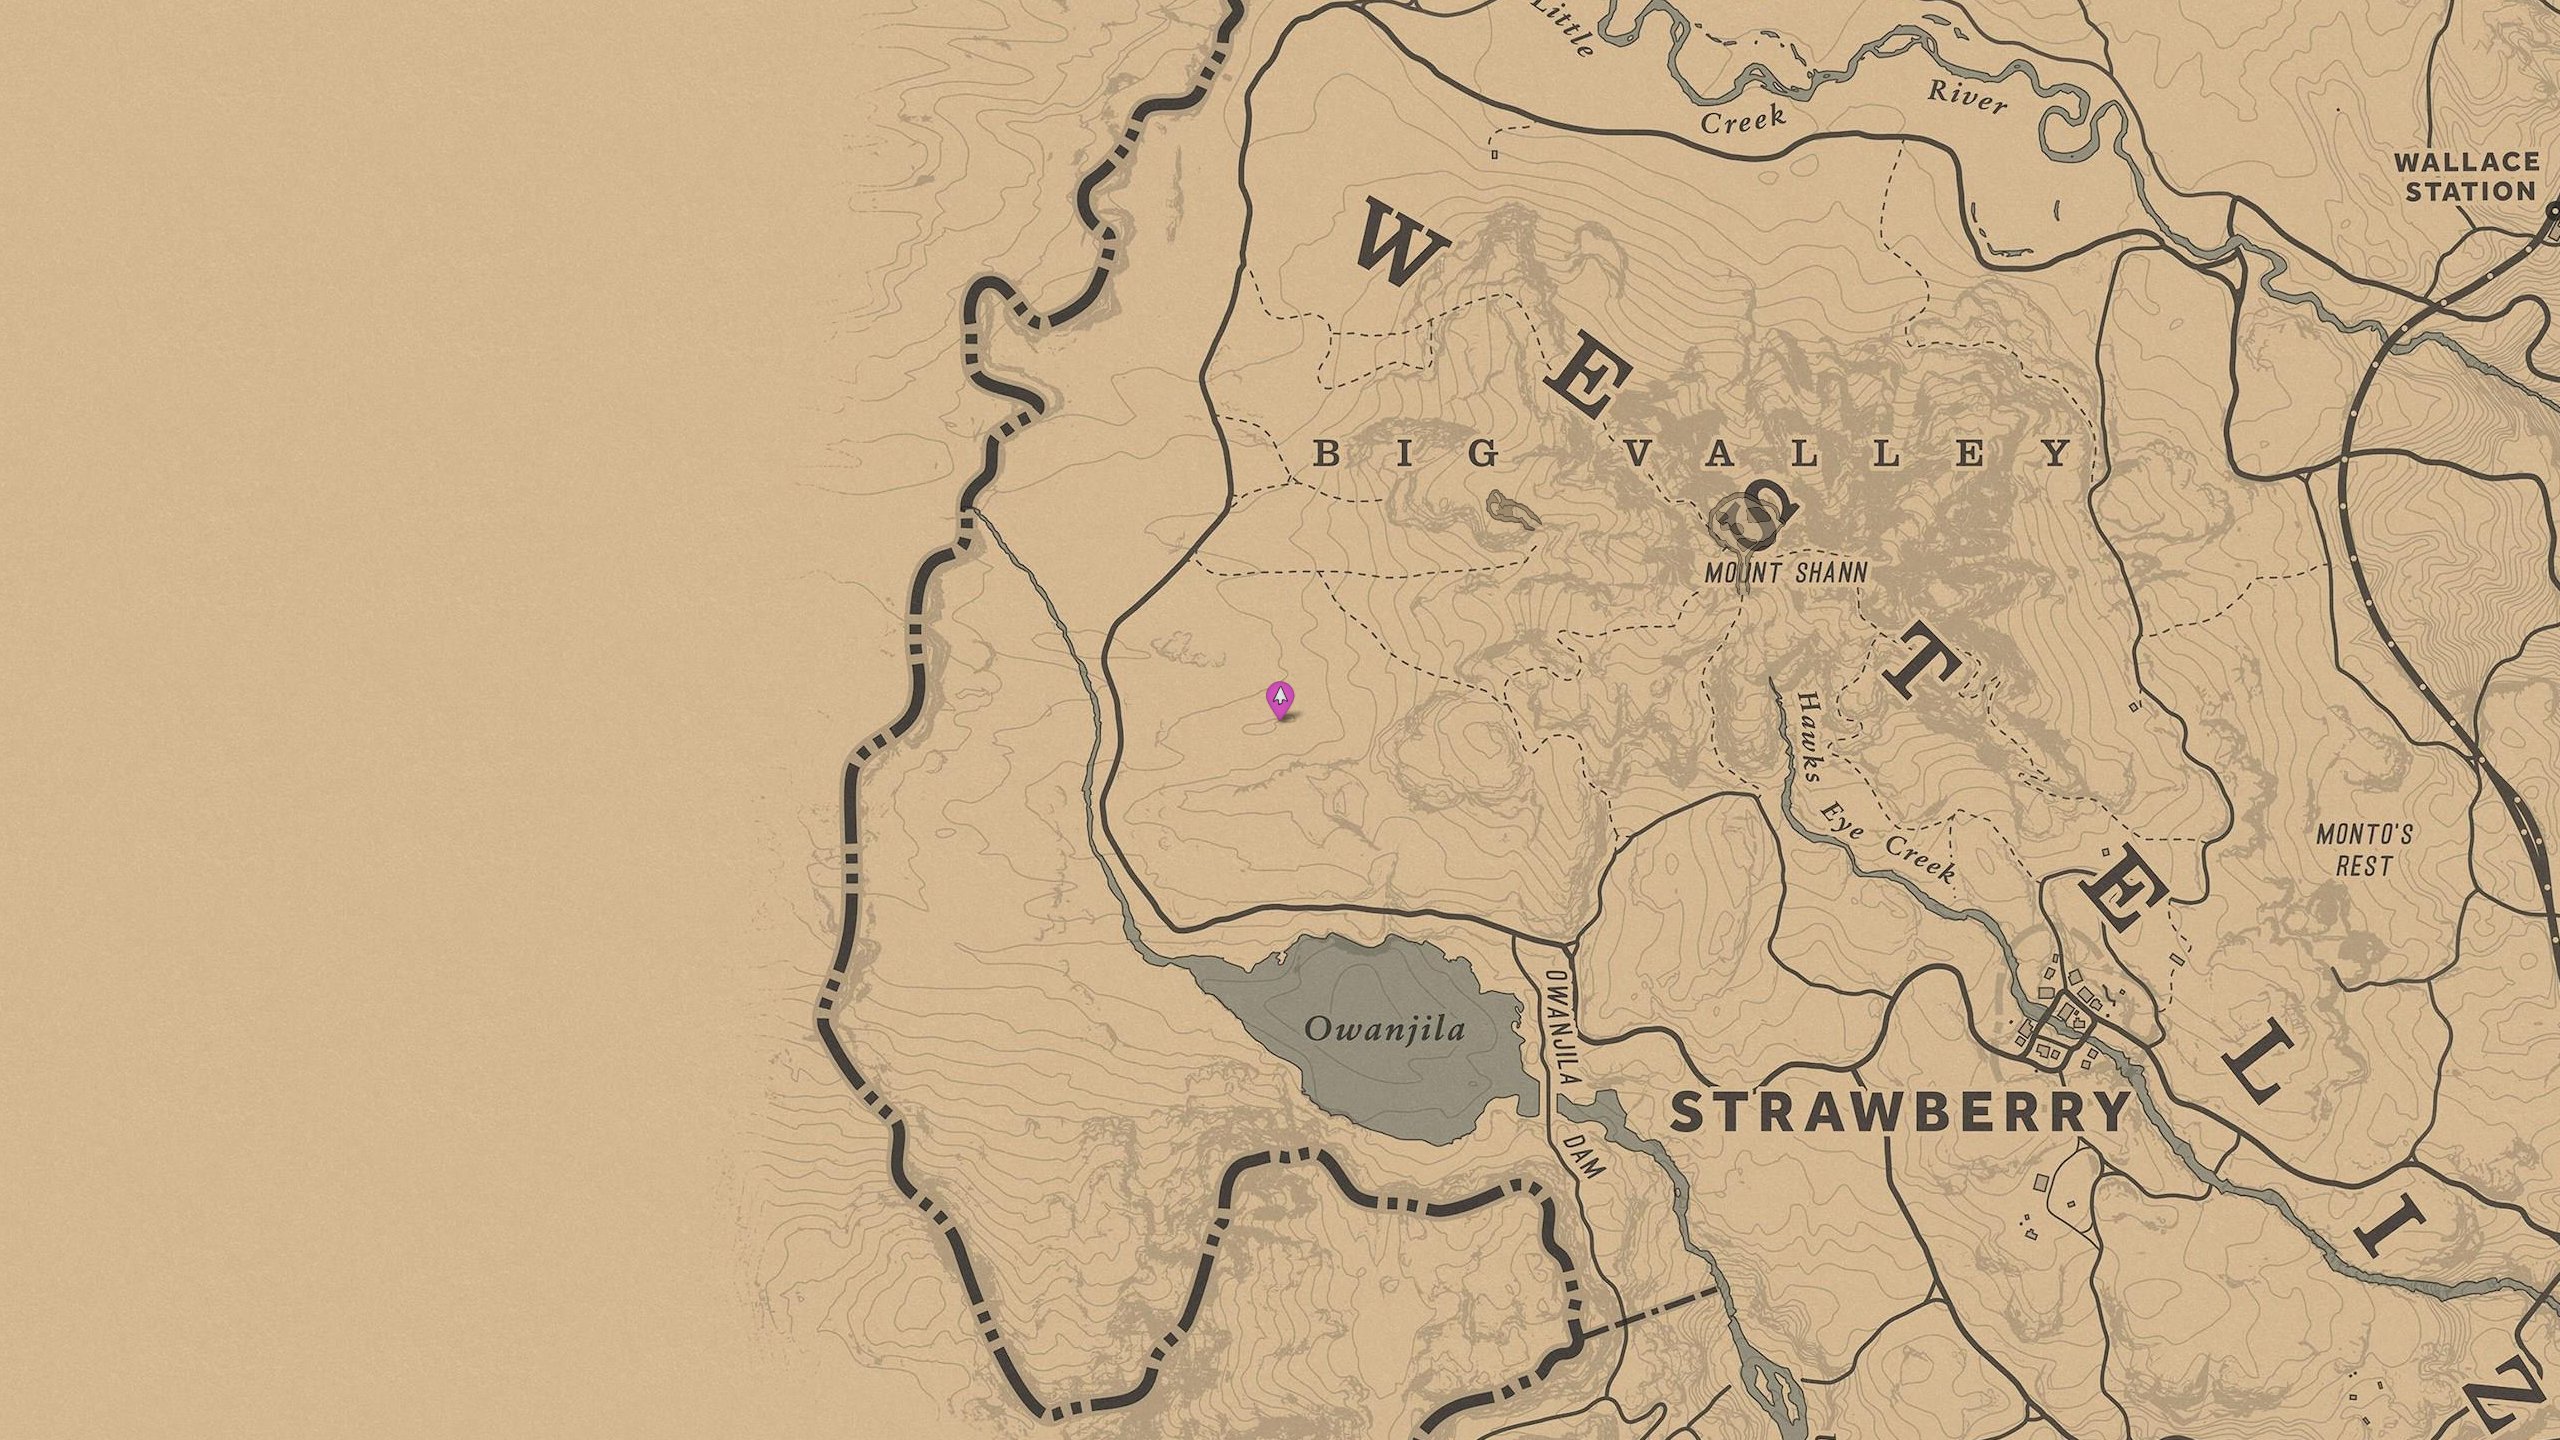 Little
Creek
River
WALLACE
STATION
W E S T E L I Z
BIG VALLEY
MOUNT SHANN
Hawks Eye Creek
MONTO'S
REST
OWANJILA DAM
Owanjila
STRAWBERRY